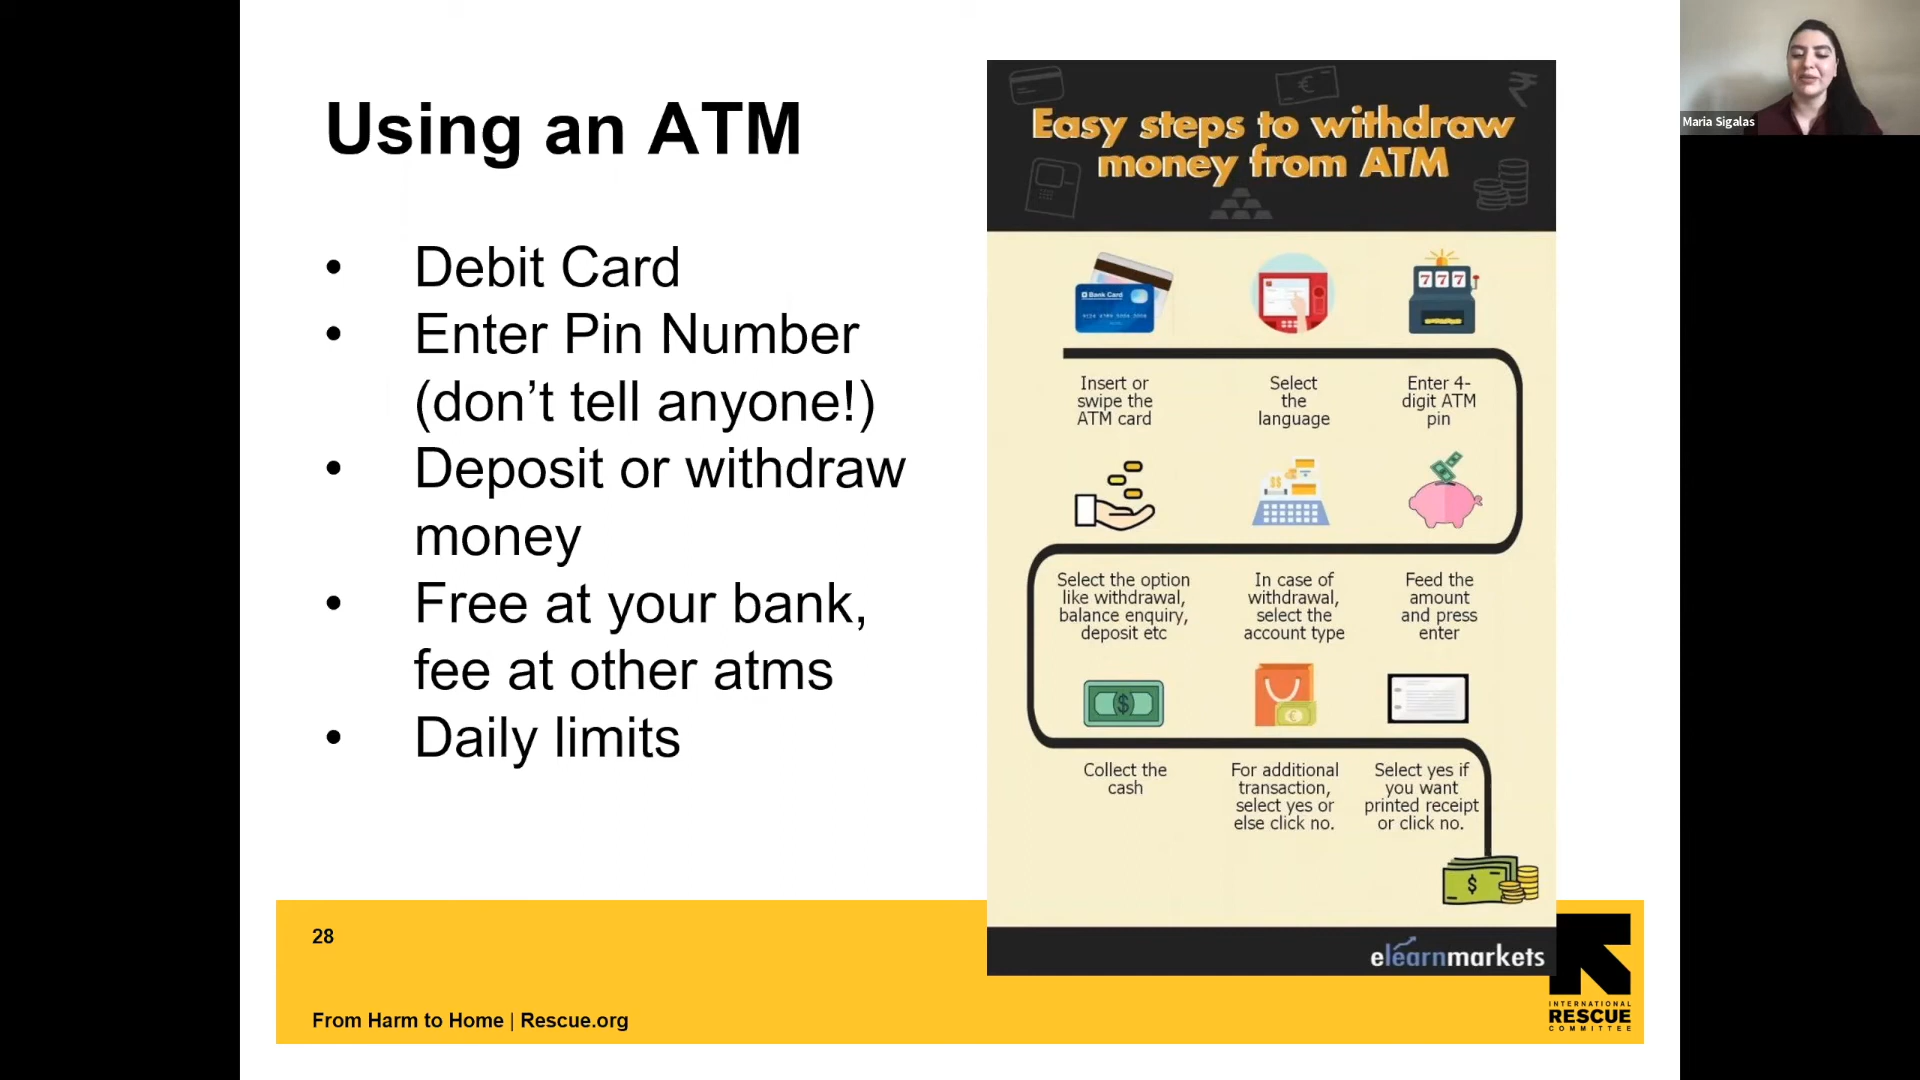 Using an ATM
• Debit Card
• Enter Pin Number
(don’t tell anyone!)
• Deposit or withdraw
money
• Free at your bank,
fee at other atms
• Daily limits
Easy steps to withdraw
money from ATM
Bank Card
777
Insert or
swipe the
ATM card
Select
the
language
Enter 4-
digit ATM
pin
Select the option
like withdrawal,
balance enquiry,
deposit etc
In case of
withdrawal,
select the
account type
Feed the
amount
and press
enter
Collect the
cash
For additional
transaction,
select yes or
else click no.
Select yes if
you want
printed receipt
or click no.
elearnmarkets
28
From Harm to Home | Rescue.org
INTERNATIONAL
RESCUE
COMMITTEE
Maria Sigalas